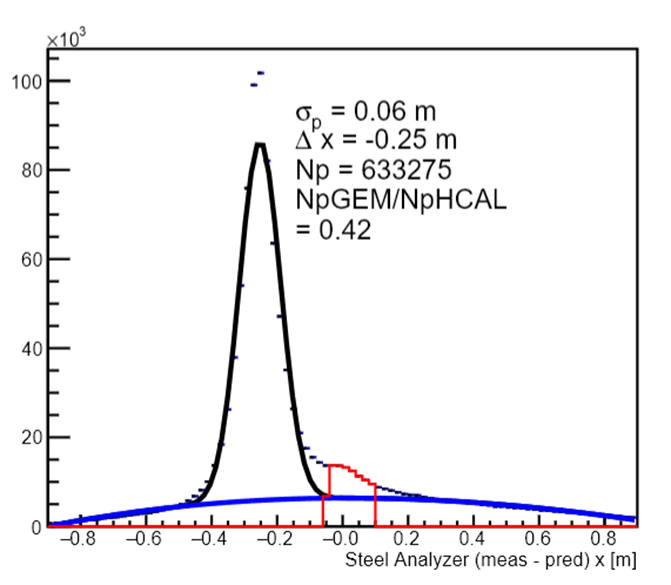 ×10³
100
80
60
40
20
0
σp = 0.06 m
Δ x = -0.25 m
Np = 633275
NpGEM/NpHCAL
= 0.42
−0.8 −0.6 −0.4 −0.2 −0.0 0.2 0.4 0.6 0.8
Steel Analyzer (meas - pred) x [m]